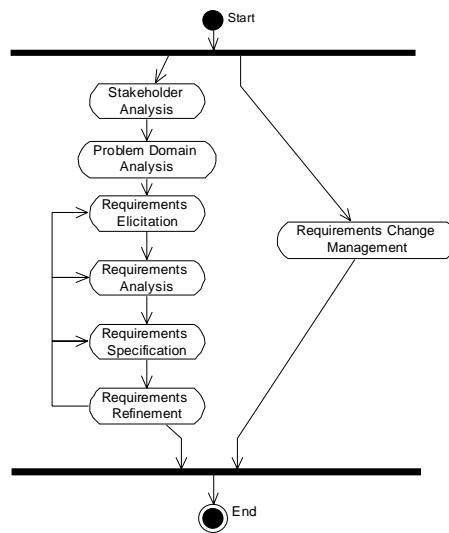 Start
Stakeholder
Analysis
Problem Domain
Analysis
Requirements
Elicitation
Requirements Change
Management
Requirements
Analysis
Requirements
Specification
Requirements
Refinement
End